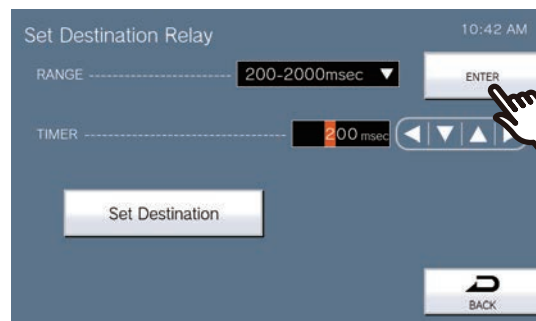 Set Destination Relay
10:42 AM
RANGE ---------------------- 200-2000msec ▼
ENTER
TIMER -------------------------------- 200 msec
Set Destination
BACK